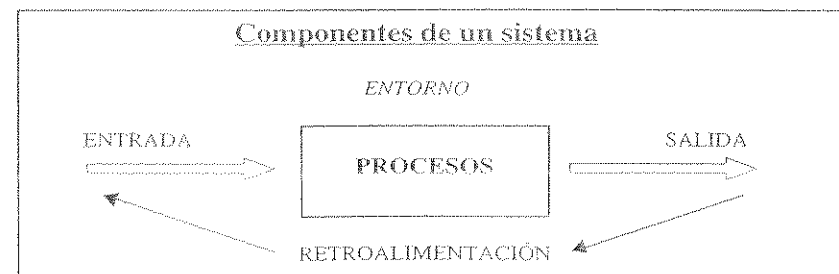 Componentes de un sistema
ENTORNO
ENTRADA
SALIDA
PROCESOS
RETROALIMENTACIÓN